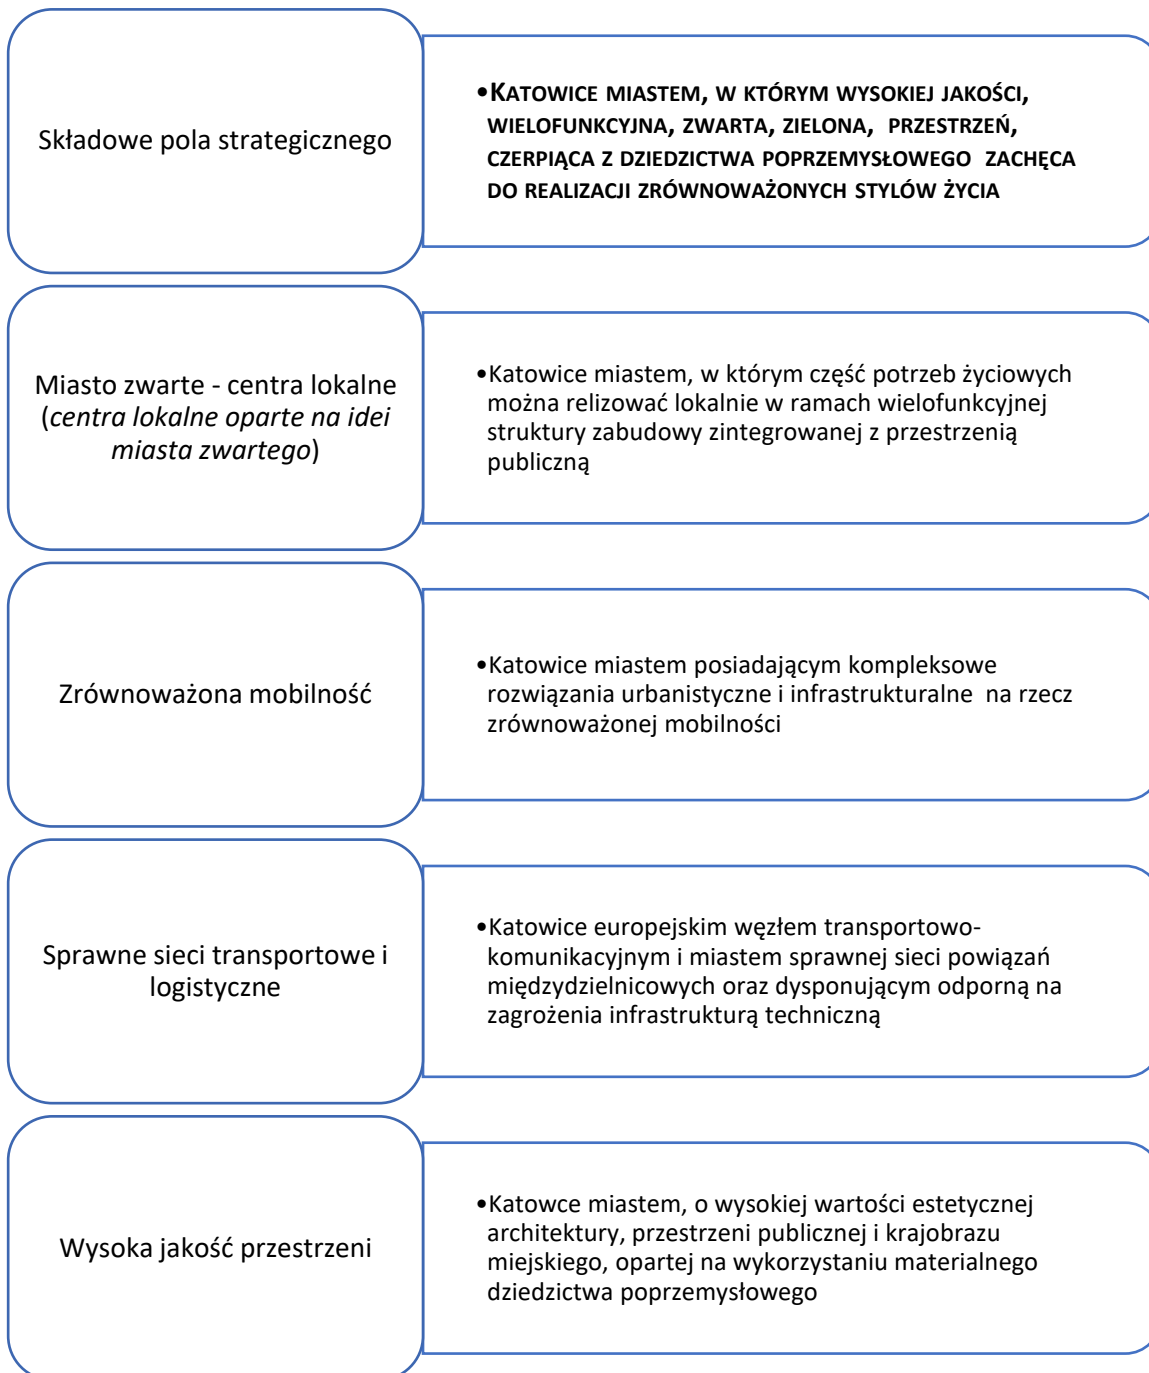 Składowe pola strategicznego
•KATOWICE MIASTEM, W KTÓRYM WYSOKIEJ JAKOŚCI,
WIELOFUNKCYJNA, ZWARTA, ZIELONA, PRZESTRZEŃ,
CZERPIĄCA Z DZIEDZICTWA POPRZEMYSŁOWEGO ZACHĘCA
DO REALIZACJI ZRÓWNOWAŻONYCH STYLÓW ŻYCIA
Miasto zwarte - centra lokalne
(centra lokalne oparte na idei
miasta zwartego)
•Katowice miastem, w którym część potrzeb życiowych
można relizować lokalnie w ramach wielofunkcyjnej
struktury zabudowy zintegrowanej z przestrzenią
publiczną
Zrównoważona mobilność
•Katowice miastem posiadającym kompleksowe
rozwiązania urbanistyczne i infrastrukturalne na rzecz
zrównoważonej mobilności
Sprawne sieci transportowe i
logistyczne
•Katowice europejskim węzłem transportowo-
komunikacyjnym i miastem sprawnej sieci powiązań
międzydzielnicowych oraz dysponującym odporną na
zagrożenia infrastrukturą techniczną
Wysoka jakość przestrzeni
•Katowce miastem, o wysokiej wartości estetycznej
architektury, przestrzeni publicznej i krajobrazu
miejskiego, opartej na wykorzystaniu materialnego
dziedzictwa poprzemysłowego